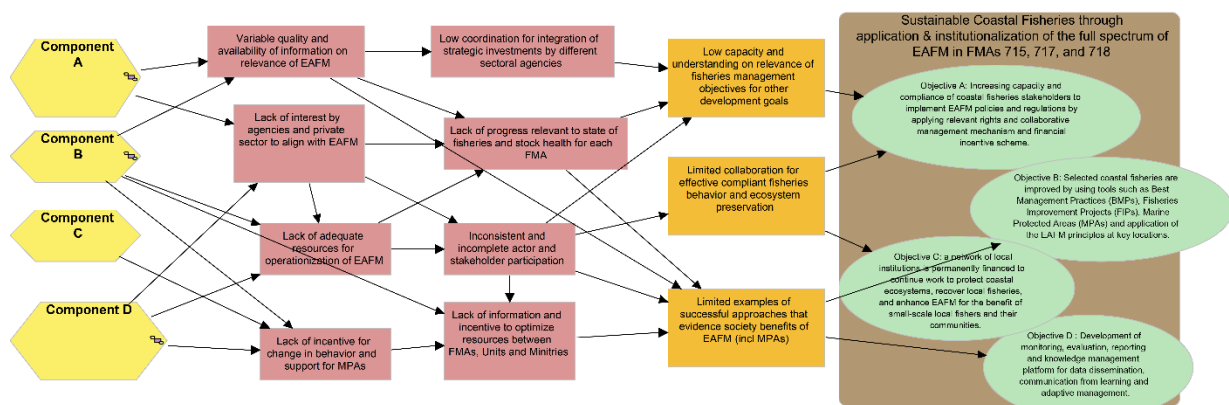 Component
A
Component
B
Component
C
Component D
Variable quality and
availability of information on
relevance of EAFM
Lack of interest by
agencies and private
sector to align with EAFM
Lack of adequate
resources for
operationization of EAFM
Lack of incentive for
change in behavior and
support for MPAs
Low coordination for integration of
strategic investments by different
sectoral agencies
Lack of progress relevant to state of
fisheries and stock health for each
FMA
Inconsistent and
incomplete actor and
stakeholder participation
Lack of information and
incentive to optimize
resources between
FMAs, Units and Minitries
Low capacity and
understanding on relevance of
fisheries management
objectives for other
development goals
Limited collaboration for
effective compliant fisheries
behavior and ecosystem
preservation
Limited examples of
successful approaches that
evidence society benefits of
EAFM (incl MPAs)
Sustainable Coastal Fisheries through
application & institutionalization of the full spectrum of
EAFM in FMAs 715, 717, and 718
Objective A: Increasing capacity and
compliance of coastal fisheries stakeholders to
implement EAFM policies and regulations by
applying relevant rights and collaborative
management mechanism and financial
incentive scheme.
Objective B: Selected coastal fisheries are
improved by using tools such as Best
Management Practices (BMPs), Fisheries
Improvement Projects (FIPs), Marine
Protected Areas (MPAs) and application of
the EAFM principles at key locations.
Objective C: a network of local
institutions is permanently financed to
continue work to protect coastal
ecosystems, recover local fisheries,
and enhance EAFM for the benefit of
small-scale local fishers and their
communities.
Objective D : Development of
monitoring, evaluation, reporting
and knowledge management
platform for data dissemination,
communication from learning and
adaptive management.